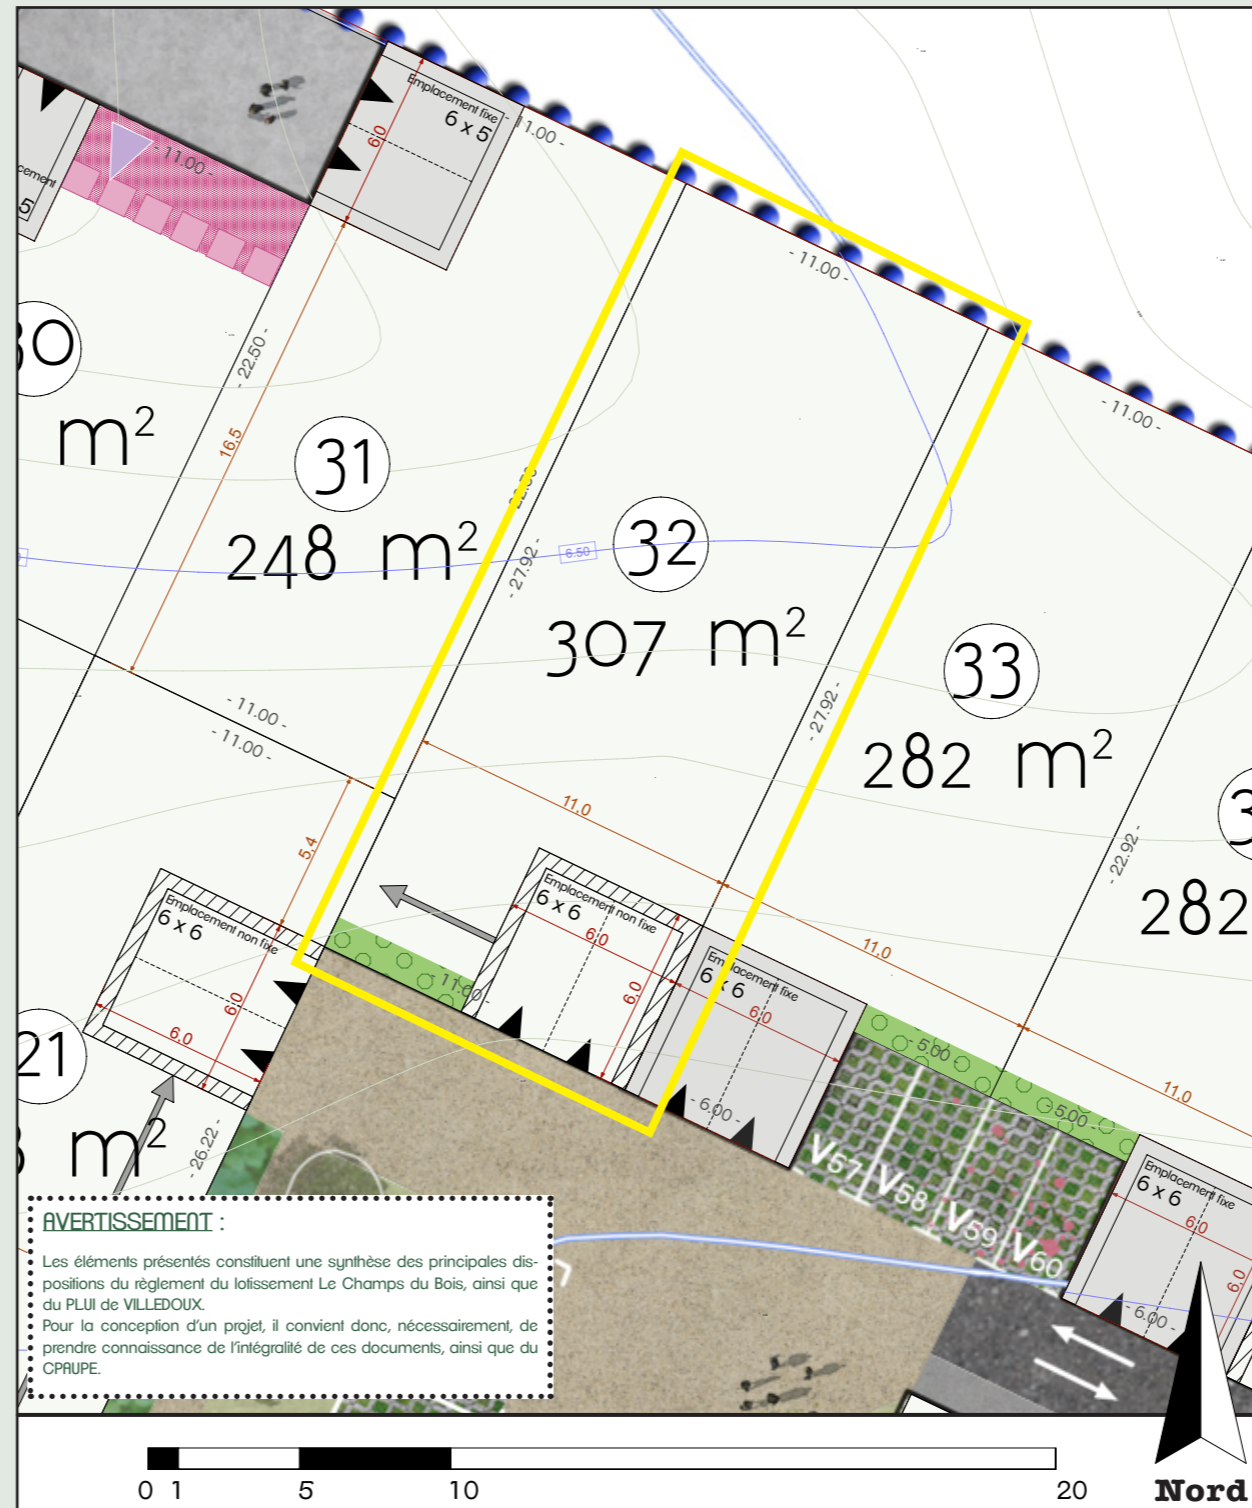 Emplacement fixe
6 x 5
6,0
- 11.00 -
- 11.00 -
cement
5
- 11.00 -
- 11.00 -
- 22.50 -
16,5
30
m²
31
248 m²
- 22.50 -
- 27.92 -
6.50
32
307 m²
- 27.92 -
33
282 m²
- 22.92 -
282
- 11.00 -
- 11.00 -
11,0
11,0
11,0
5,4
Emplacement non fixe
6 x 6
6,0
6,0
Emplacement non fixe
6 x 6
6,0
6,0
- 11.00 -
Emplacement fixe
6 x 6
6,0
- 6.00 -
- 5.00 -
- 5.00 -
V57
V58
V59
V60
Emplacement fixe
6 x 6
6,0
6,0
- 6.00 -
21
m²
- 26.22 -
AVERTISSEMENT :
Les éléments présentés constituent une synthèse des principales dis-
positions du règlement du lotissement Le Champs du Bois, ainsi que
du PLUI de VILLEDOUX.
Pour la conception d'un projet, il convient donc, nécessairement, de
prendre connaissance de l'intégralité de ces documents, ainsi que du
CPAUPE.
0 1 5 10 20
Nord